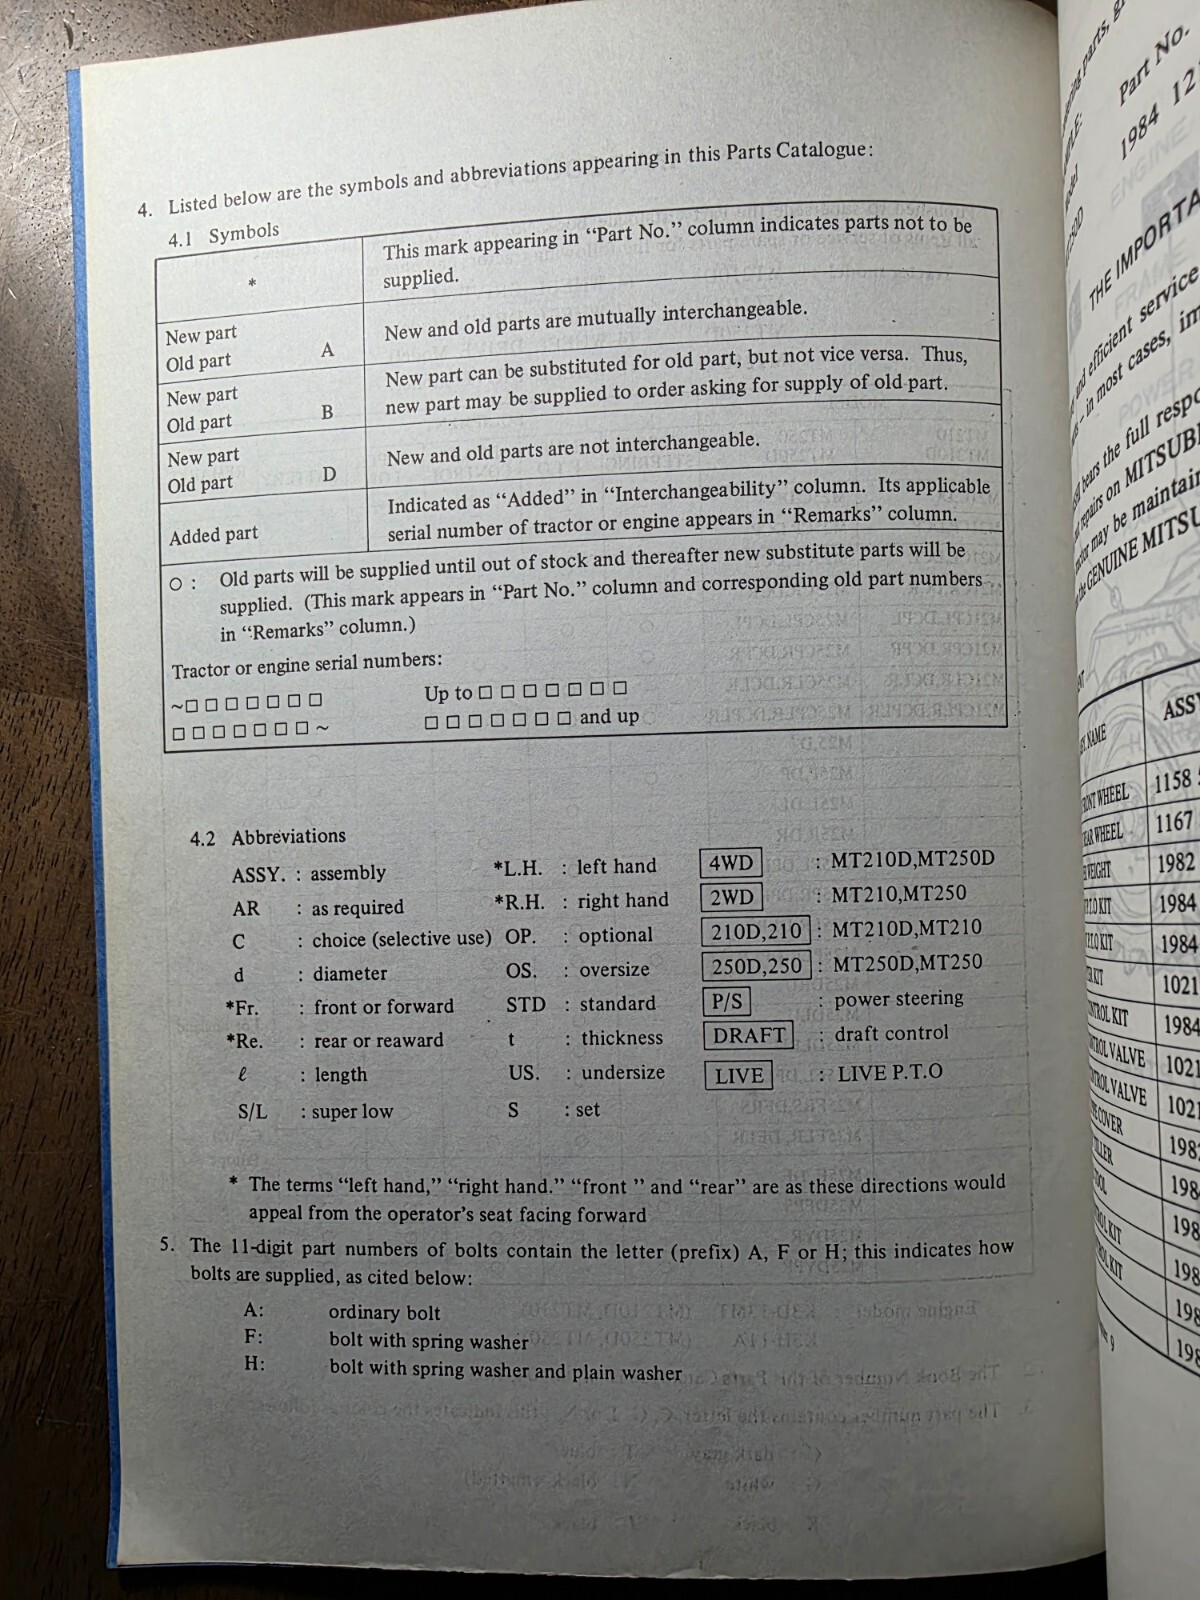 4. Listed below are the symbols and abbreviations appearing in this Parts Catalogue:
4.1 Symbols
* This mark appearing in “Part No.” column indicates parts not to be
supplied.
New part
Old part A New and old parts are mutually interchangeable.
New part
Old part B New part can be substituted for old part, but not vice versa. Thus,
new part may be supplied to order asking for supply of old part.
New part
Old part D New and old parts are not interchangeable.
Added part Indicated as “Added” in “Interchangeability” column. Its applicable
serial number of tractor or engine appears in “Remarks” column.
○ : Old parts will be supplied until out of stock and thereafter new substitute parts will be
supplied. (This mark appears in “Part No.” column and corresponding old part numbers
in “Remarks” column.)
Tractor or engine serial numbers:
~□□□□□□□ Up to □□□□□□□
□□□□□□□~ □□□□□□□ and up
4.2 Abbreviations
ASSY. : assembly *L.H. : left hand 4WD : MT210D,MT250D
AR : as required *R.H. : right hand 2WD : MT210,MT250
C : choice (selective use) OP. : optional 210D,210 : MT210D,MT210
d : diameter OS. : oversize 250D,250 : MT250D,MT250
*Fr. : front or forward STD : standard P/S : power steering
*Re. : rear or reaward t : thickness DRAFT : draft control
ℓ : length US. : undersize LIVE : LIVE P.T.O
S/L : super low S : set
* The terms “left hand,” “right hand.” “front ” and “rear” are as these directions would
appeal from the operator’s seat facing forward
5. The 11-digit part numbers of bolts contain the letter (prefix) A, F or H; this indicates how
bolts are supplied, as cited below:
A: ordinary bolt
F: bolt with spring washer
H: bolt with spring washer and plain washer
Part No.
1984 12
THE IMPORTA
and efficient service
in most cases, im
bears the full respo
repairs on MITSUBI
may be maintai
GENUINE MITSU
NAME ASSY
WHEEL 1158
WHEEL 1167
WEIGHT 1982
KIT 1984
KIT 1984
KIT 1021
KIT 1984
CONTROL VALVE 1021
VALVE 1021
COVER 198
198
198
KIT 198
KIT 198
198
9